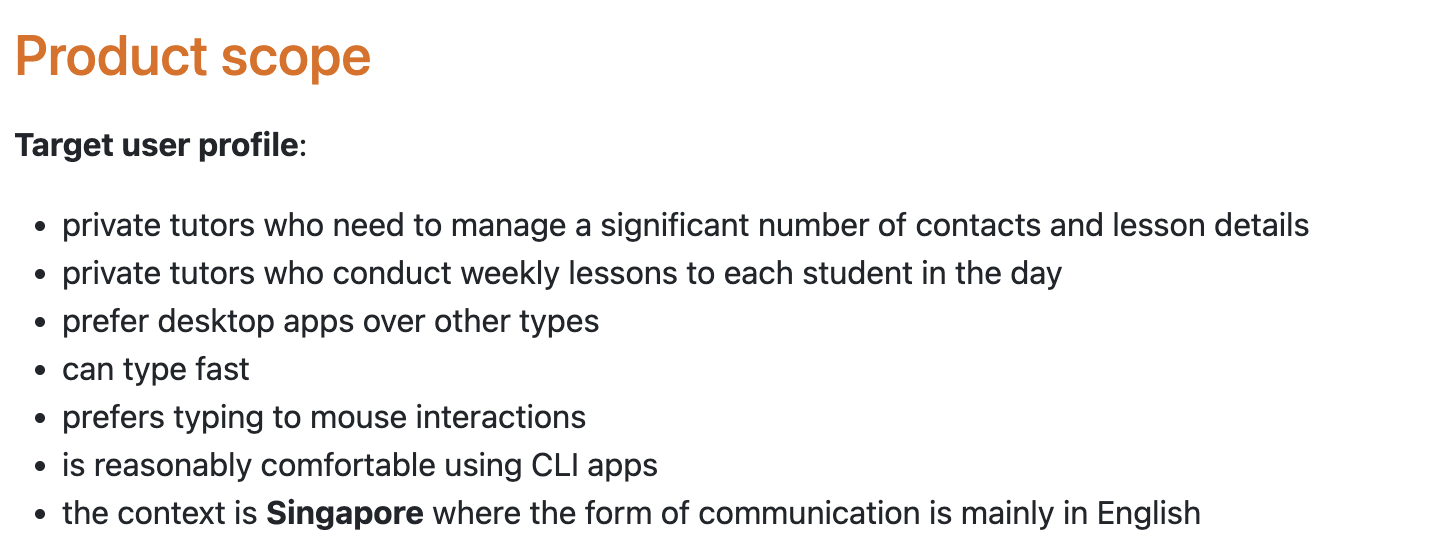 Product scope
Target user profile:
• private tutors who need to manage a significant number of contacts and lesson details
• private tutors who conduct weekly lessons to each student in the day
• prefer desktop apps over other types
• can type fast
• prefers typing to mouse interactions
• is reasonably comfortable using CLI apps
• the context is Singapore where the form of communication is mainly in English